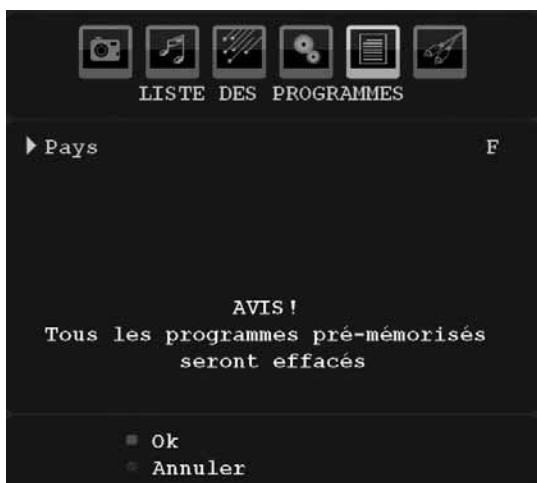 LISTE DES PROGRAMMES
Pays F
AVIS!
Tous les programmes pré-mémorisés
seront effacés
Ok
Annuler